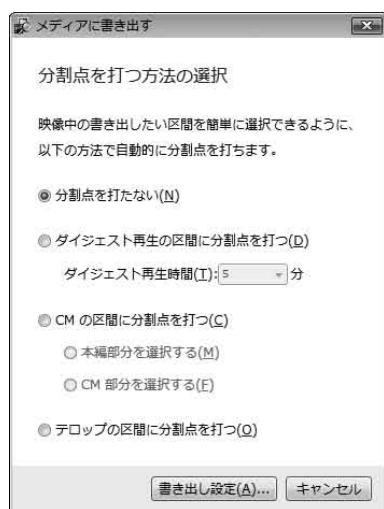 メディアに書き出す
分割点を打つ方法の選択
映像中の書き出したい区間を簡単に選択できるように、
以下の方法で自動的に分割点を打ちます。
分割点を打たない(N)
ダイジェスト再生の区間に分割点を打つ(D)
ダイジェスト再生時間(T): 5 分
CM の区間に分割点を打つ(C)
本編部分を選択する(M)
CM 部分を選択する(F)
テロップの区間に分割点を打つ(O)
書き出し設定(A)... キャンセル